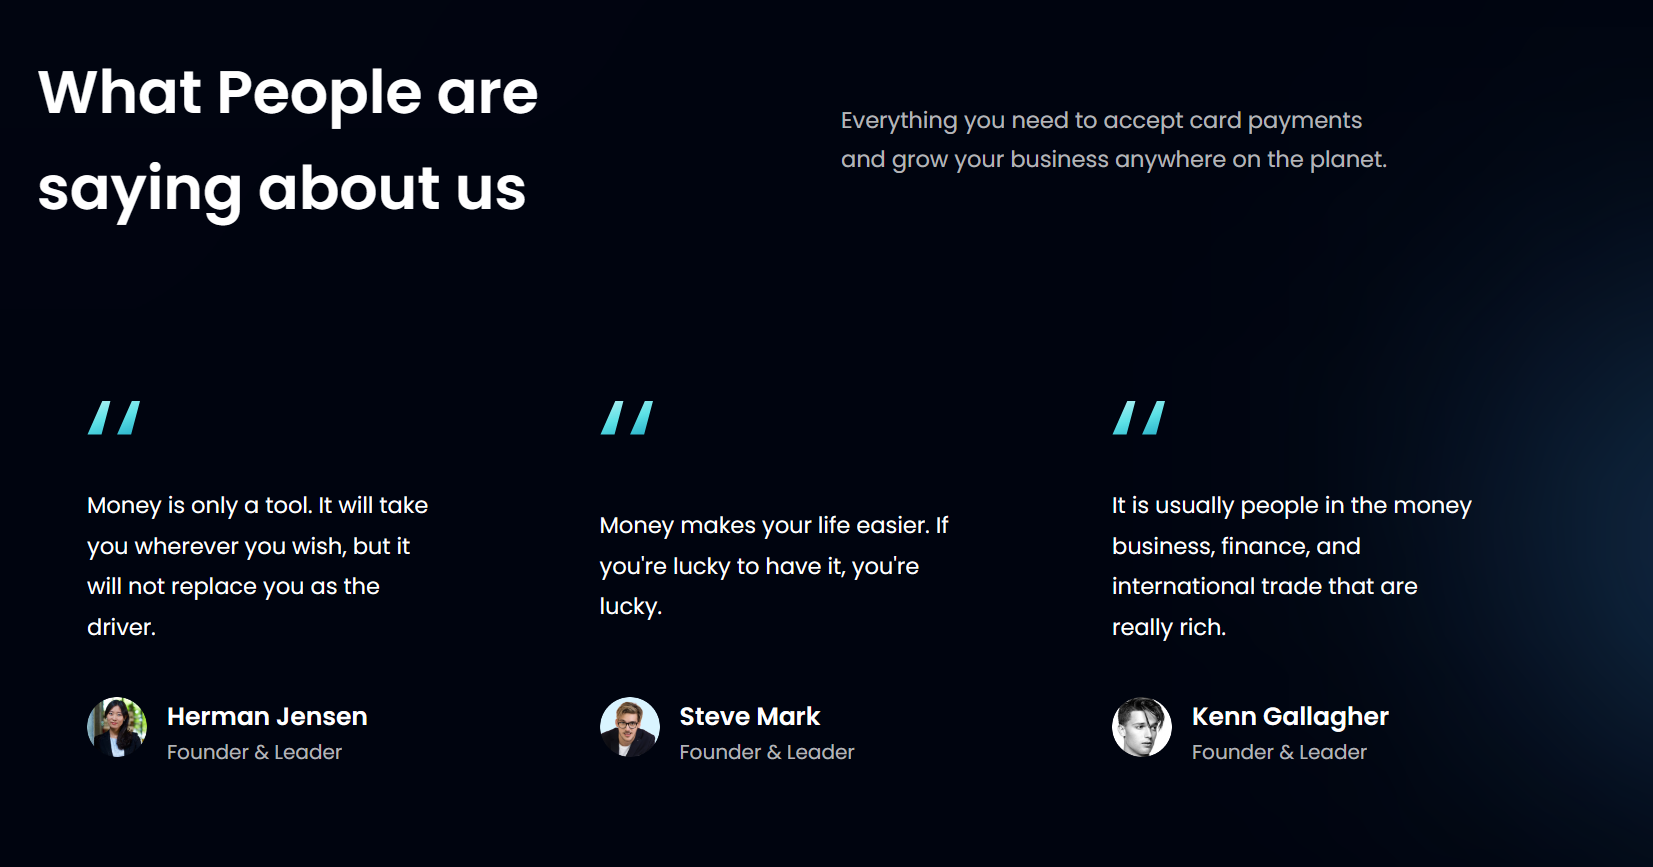 What People are
saying about us
Everything you need to accept card payments
and grow your business anywhere on the planet.
Money is only a tool. It will take
you wherever you wish, but it
will not replace you as the
driver.
Herman Jensen
Founder & Leader
Money makes your life easier. If
you're lucky to have it, you're
lucky.
Steve Mark
Founder & Leader
It is usually people in the money
business, finance, and
international trade that are
really rich.
Kenn Gallagher
Founder & Leader